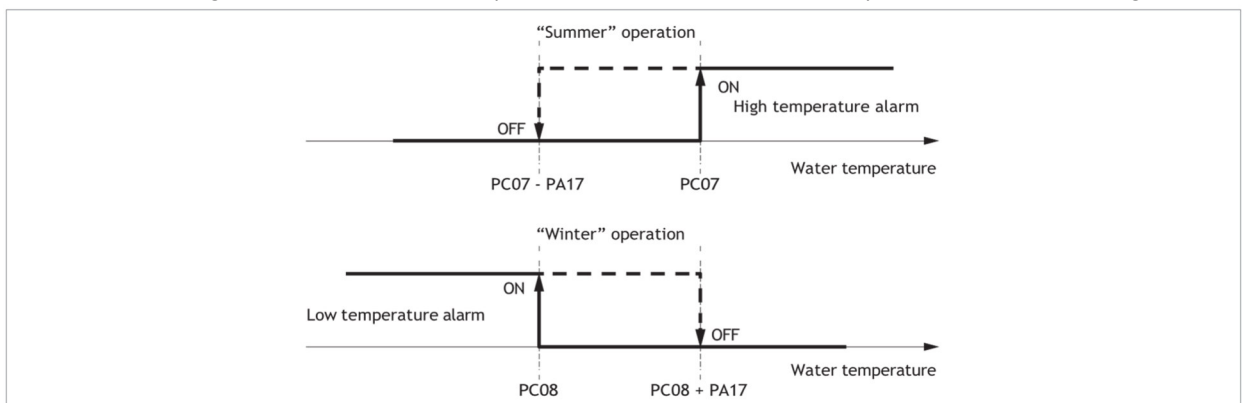 “Summer” operation
ON
High temperature alarm
OFF
Water temperature
PC07 - PA17
PC07
“Winter” operation
ON
Low temperature alarm
OFF
Water temperature
PC08
PC08 + PA17